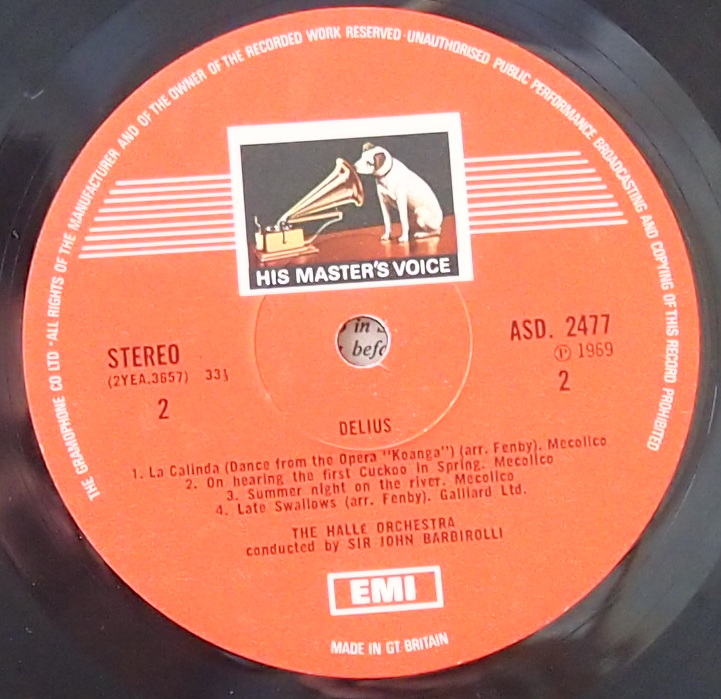 THE GRAMOPHONE CO LTD · ALL RIGHTS OF THE MANUFACTURER AND OF THE OWNER OF THE RECORDED WORK RESERVED · UNAUTHORISED PUBLIC PERFORMANCE BROADCASTING AND COPYING OF THIS RECORD PROHIBITED
HIS MASTER'S VOICE
in
STEREO
(2YEA.3657) 33⅓
2
ASD. 2477
Ⓟ 1969
2
DELIUS
1. La Calinda (Dance from the Opera "Koanga") (arr. Fenby). Mecolico
2. On hearing the first Cuckoo in Spring. Mecolico
3. Summer night on the river. Mecolico
4. Late Swallows (arr. Fenby). Galliard Ltd.
THE HALLE ORCHESTRA
conducted by SIR JOHN BARBIROLLI
EMI
MADE IN GT BRITAIN